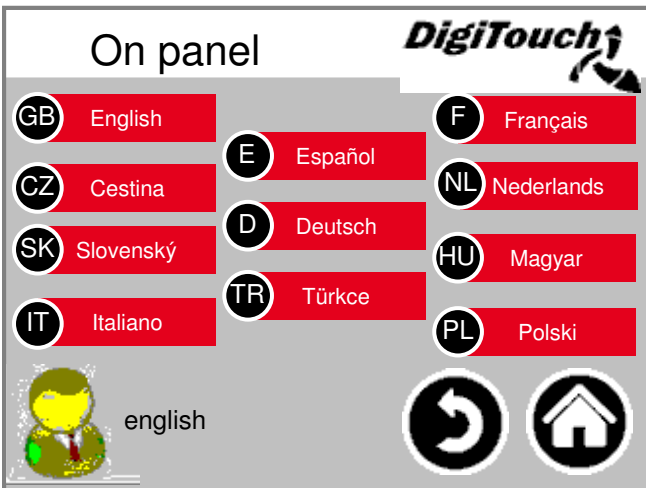 On panel
DigiTouch
GB English
CZ Cestina
SK Slovenský
IT Italiano
E Español
D Deutsch
TR Türkce
F Français
NL Nederlands
HU Magyar
PL Polski
english